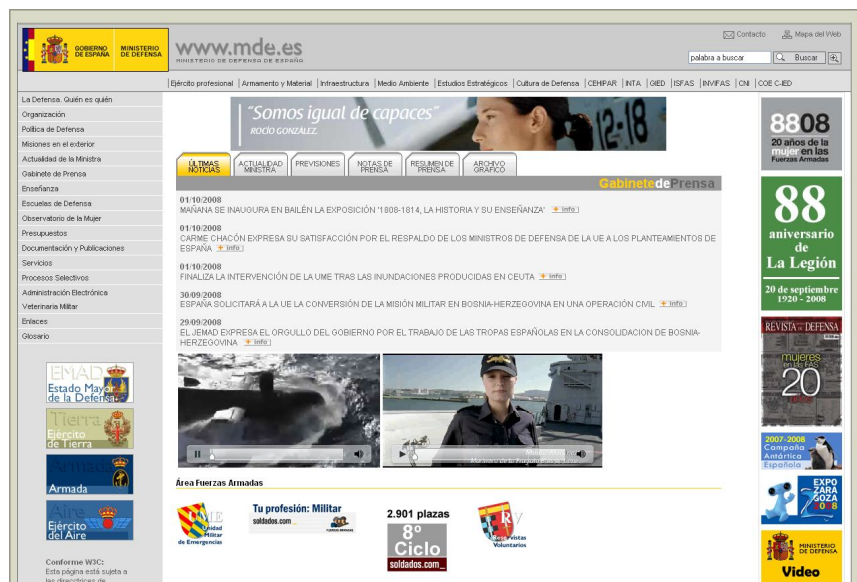 GOBIERNO DE ESPAÑA
MINISTERIO DE DEFENSA
www.mde.es
MINISTERIO DE DEFENSA DE ESPAÑA
Contacto
Mapa del Web
palabra a buscar
Buscar
Ejército profesional | Armamento y Material | Infraestructura | Medio Ambiente | Estudios Estratégicos | Cultura de Defensa | CEHIPAR | INTA | GIED | ISFAS | INVIFAS | CNI | COE C-IED
La Defensa. Quién es quién
Organización
Política de Defensa
Misiones en el exterior
Actualidad de la Ministra
Gabinete de Prensa
Enseñanza
Escuelas de Defensa
Observatorio de la Mujer
Presupuestos
Documentación y Publicaciones
Servicios
Procesos Selectivos
Administración Electrónica
Veterinaria Militar
Enlaces
Glosario
EMAD
Estado Mayor
de la Defensa
Tierra
Ejército
de Tierra
Armada
Armada
Aire
Ejército
del Aire
Conforme W3C:
Esta página está sujeta a
las directrices de
"Somos igual de capaces"
ROCÍO GONZÁLEZ
12-18
ÚLTIMAS NOTICIAS
ACTUALIDAD MINISTRA
PREVISIONES
NOTAS DE PRENSA
RESUMEN DE PRENSA
ARCHIVO GRÁFICO
GabinetedePrensa
01/10/2008
MAÑANA SE INAUGURA EN BAILÉN LA EXPOSICIÓN '1808-1814, LA HISTORIA Y SU ENSEÑANZA' + info
01/10/2008
CARME CHACÓN EXPRESA SU SATISFACCIÓN POR EL RESPALDO DE LOS MINISTROS DE DEFENSA DE LA UE A LOS PLANTEAMIENTOS DE
ESPAÑA + info
01/10/2008
FINALIZA LA INTERVENCIÓN DE LA UME TRAS LAS INUNDACIONES PRODUCIDAS EN CEUTA + info
30/09/2008
ESPAÑA SOLICITARÁ A LA UE LA CONVERSIÓN DE LA MISIÓN MILITAR EN BOSNIA-HERZEGOVINA EN UNA OPERACIÓN CIVIL + info
29/09/2008
EL JEMAD EXPRESA EL ORGULLO DEL GOBIERNO POR EL TRABAJO DE LAS TROPAS ESPAÑOLAS EN LA CONSOLIDACION DE BOSNIA-
HERZEGOVINA + info
Área Fuerzas Armadas
UME
Unidad
Militar
de Emergencias
Tu profesión: Militar
soldados.com
2.901 plazas
8º
Ciclo
soldados.com_
RV
Reservistas
Voluntarios
8808
20 años de la
mujer en las
Fuerzas Armadas
88
aniversario
de
La Legión
20 de septiembre
1920 - 2008
REVISTA DE DEFENSA
mujeres
en las FAS
20
2007-2008
Campaña
Antártica
Española
EXPO
ZARA
GOZA
2008
MINISTERIO
DE DEFENSA
Video